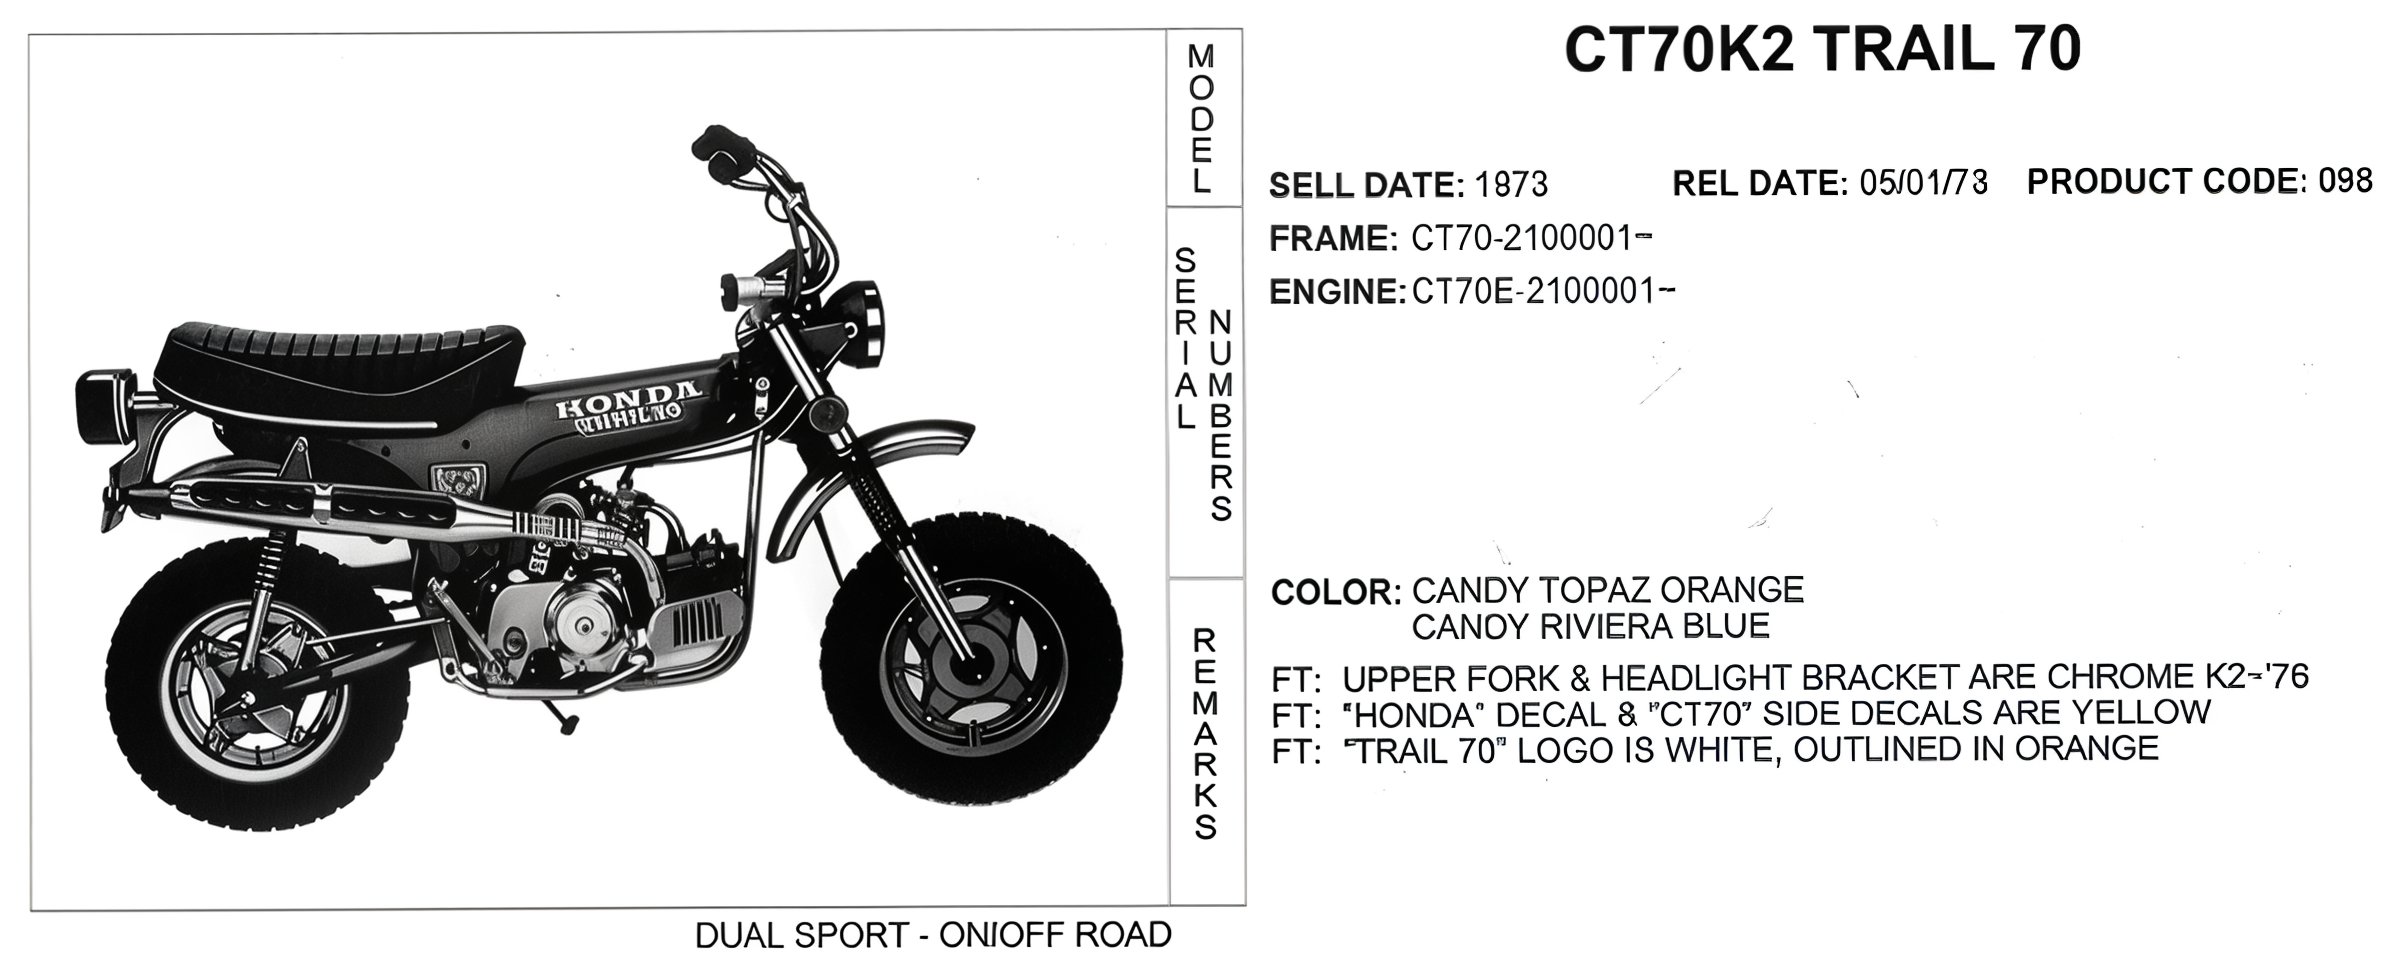 CT70K2 TRAIL 70
MODEL
SELL DATE: 1873 REL DATE: 05/01/73 PRODUCT CODE: 098
FRAME: CT70-2100001~
ENGINE: CT70E-2100001~
SERIAL NUMBERS
HONDA
REMARKS
COLOR: CANDY TOPAZ ORANGE
CANDY RIVIERA BLUE
FT: UPPER FORK & HEADLIGHT BRACKET ARE CHROME K2~'76
FT: "HONDA" DECAL & "CT70" SIDE DECALS ARE YELLOW
FT: "TRAIL 70" LOGO IS WHITE, OUTLINED IN ORANGE
DUAL SPORT - ON/OFF ROAD